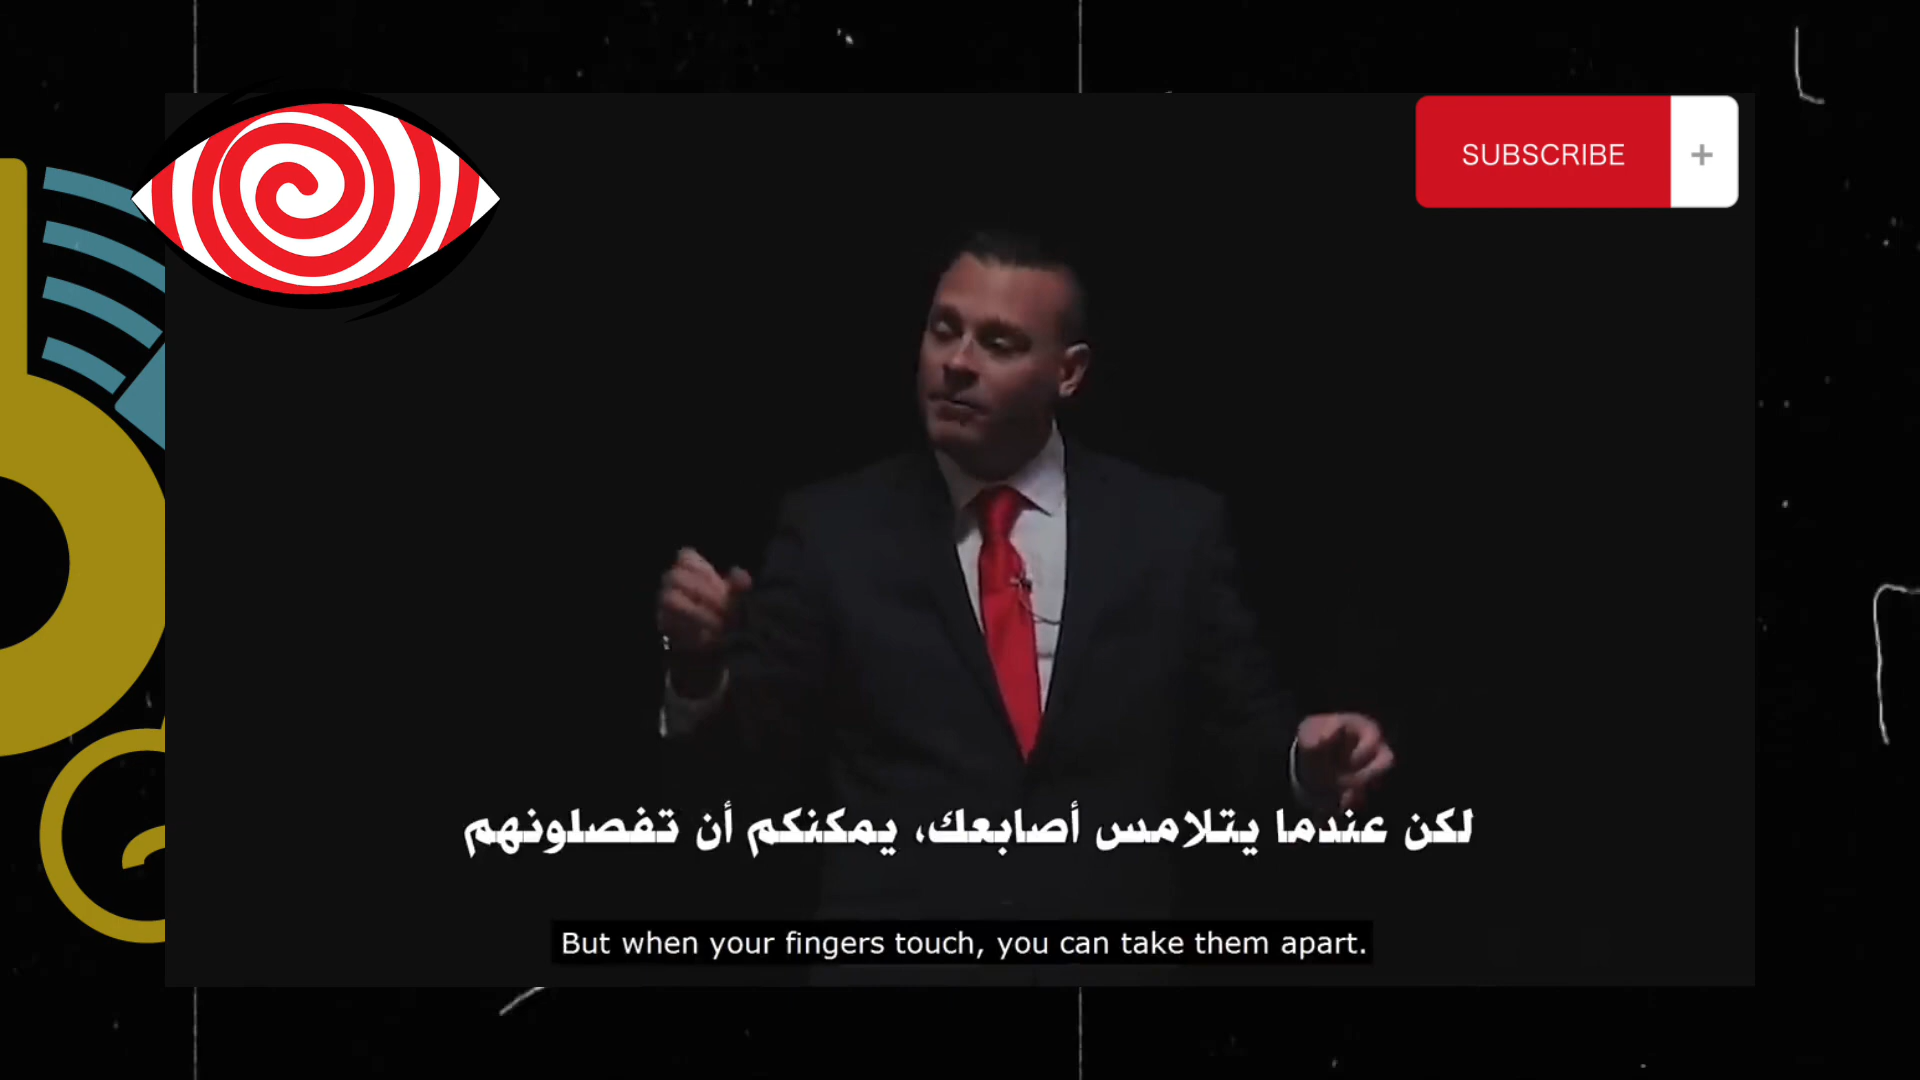 SUBSCRIBE +
لكن عندما يتلامس أصابعك، يمكنكم أن تفصلونهم
But when your fingers touch, you can take them apart.